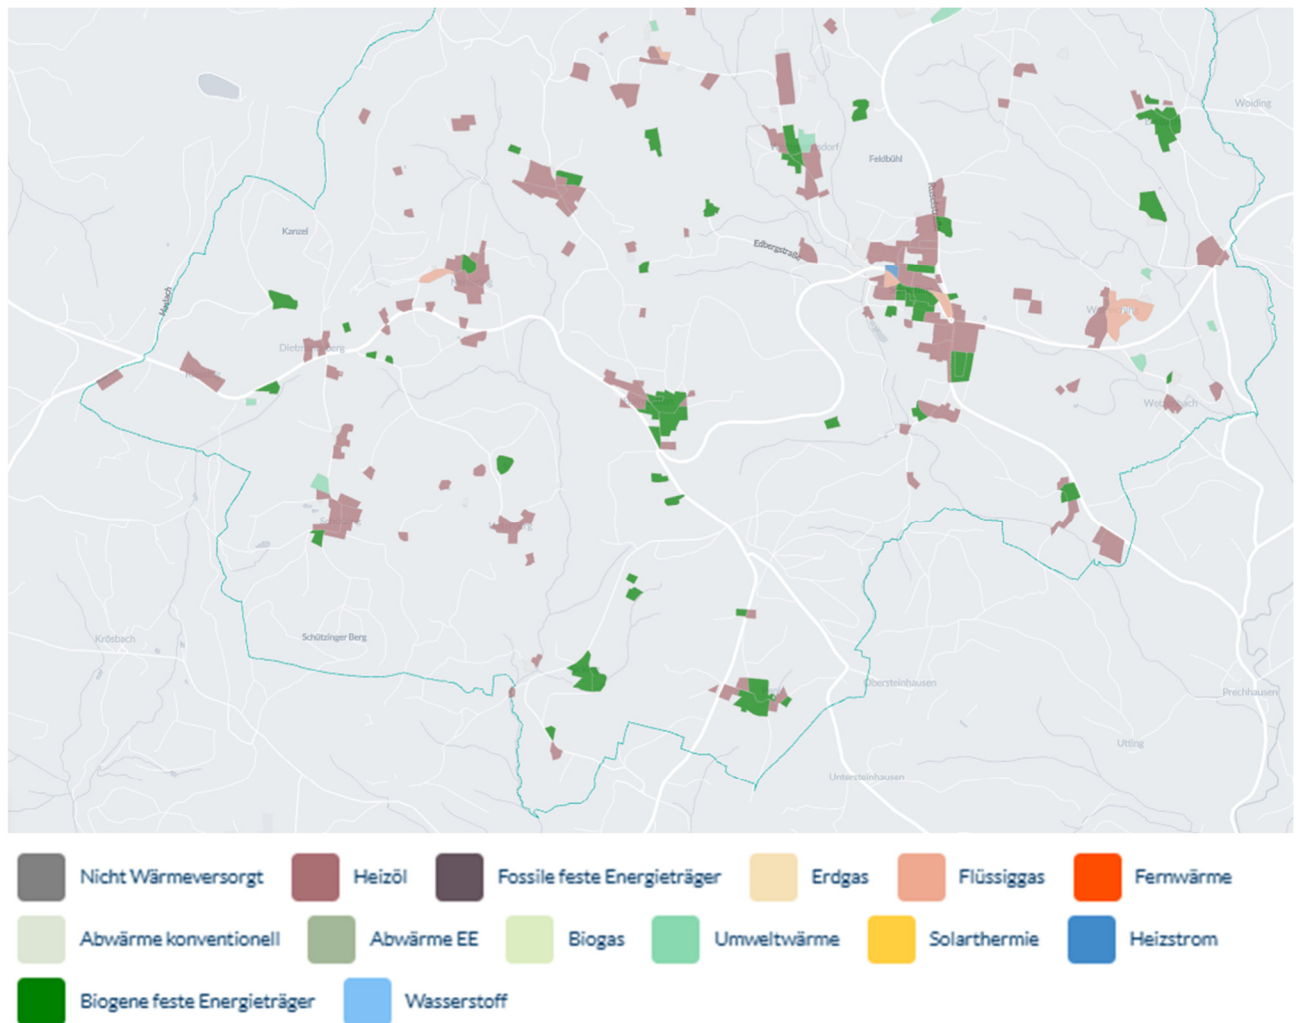 Woiding
Feldbühl
Kanzel
Edbergstraße
Haslach
Krösbach
Schützinger Berg
Obersteinhausen
Prechhausen
Utting
Untersteinhausen
Nicht Wärmeversorgt
Heizöl
Fossile feste Energieträger
Erdgas
Flüssiggas
Fernwärme
Abwärme konventionell
Abwärme EE
Biogas
Umweltwärme
Solarthermie
Heizstrom
Biogene feste Energieträger
Wasserstoff